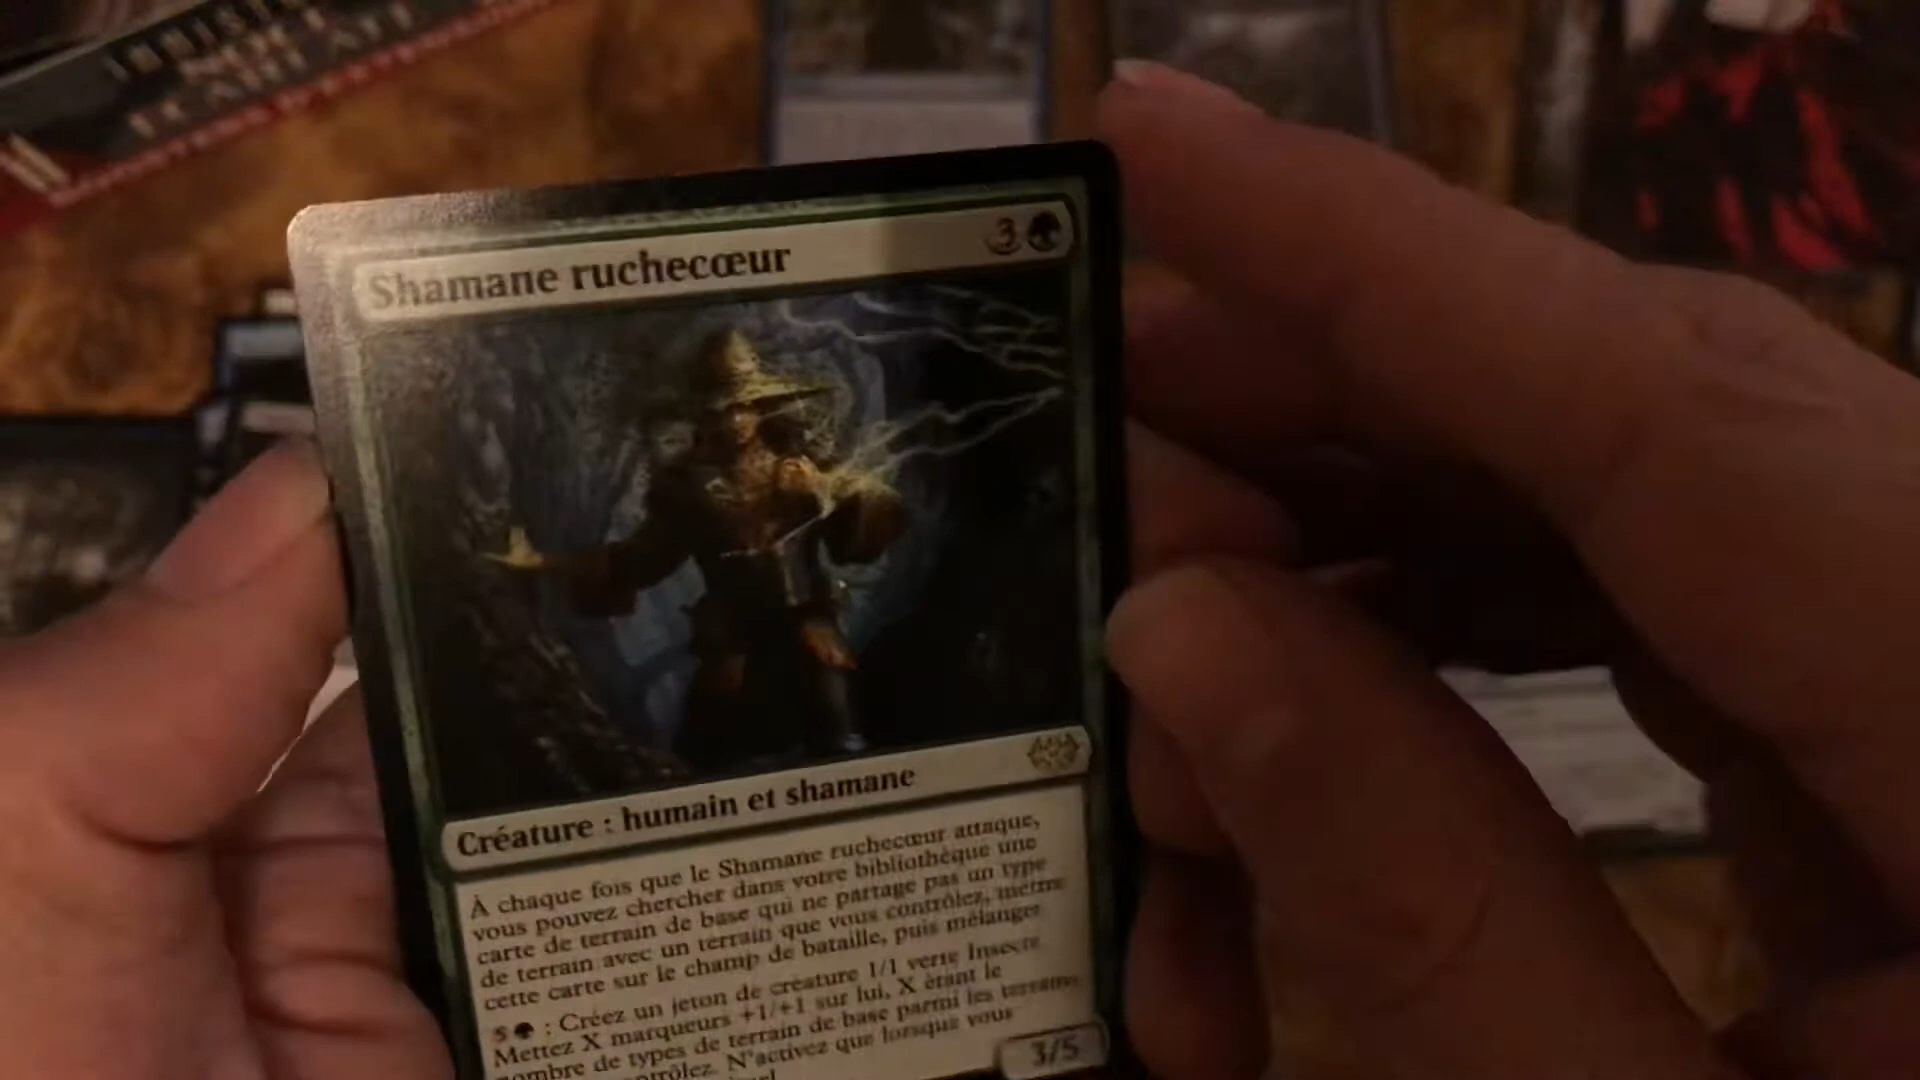 Shamane ruchecœur
3
Créature : humain et shamane
À chaque fois que le Shamane ruchecœur attaque,
vous pouvez chercher dans votre bibliothèque une
carte de terrain de base qui ne partage pas un type
de terrain avec un terrain que vous contrôlez, mettre
cette carte sur le champ de bataille, puis mélanger
5 : Créez un jeton de créature 1/1 verte Insecte
Mettez X marqueurs +1/+1 sur lui, X étant le
nombre de types de terrain de base parmi les terrains
N'activez que lorsque vous
3/5